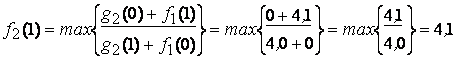 f₂(1) = max{g₂(0) + f₁(1) / g₂(1) + f₁(0)} = max{0 + 4,1 / 4,0 + 0} = max{4,1 / 4,0} = 4,1